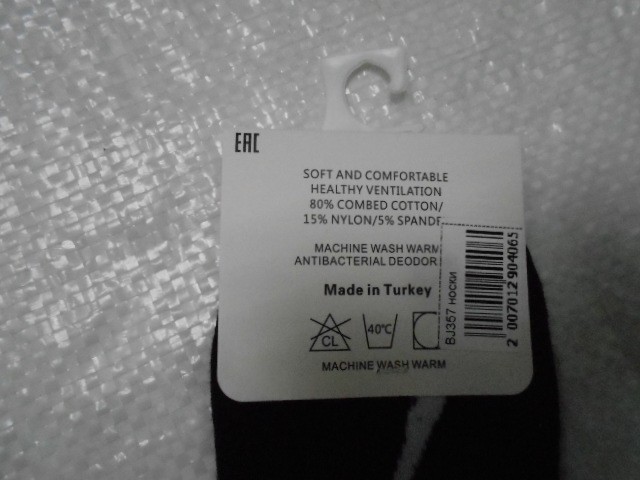 EAC
SOFT AND COMFORTABLE
HEALTHY VENTILATION
80% COMBED COTTON/
15% NYLON/5% SPANDE
MACHINE WASH WARM
ANTIBACTERIAL DEODOR
Made in Turkey
CL
40℃
MACHINE WASH WARM
BJ357 носки
2 007012 904065